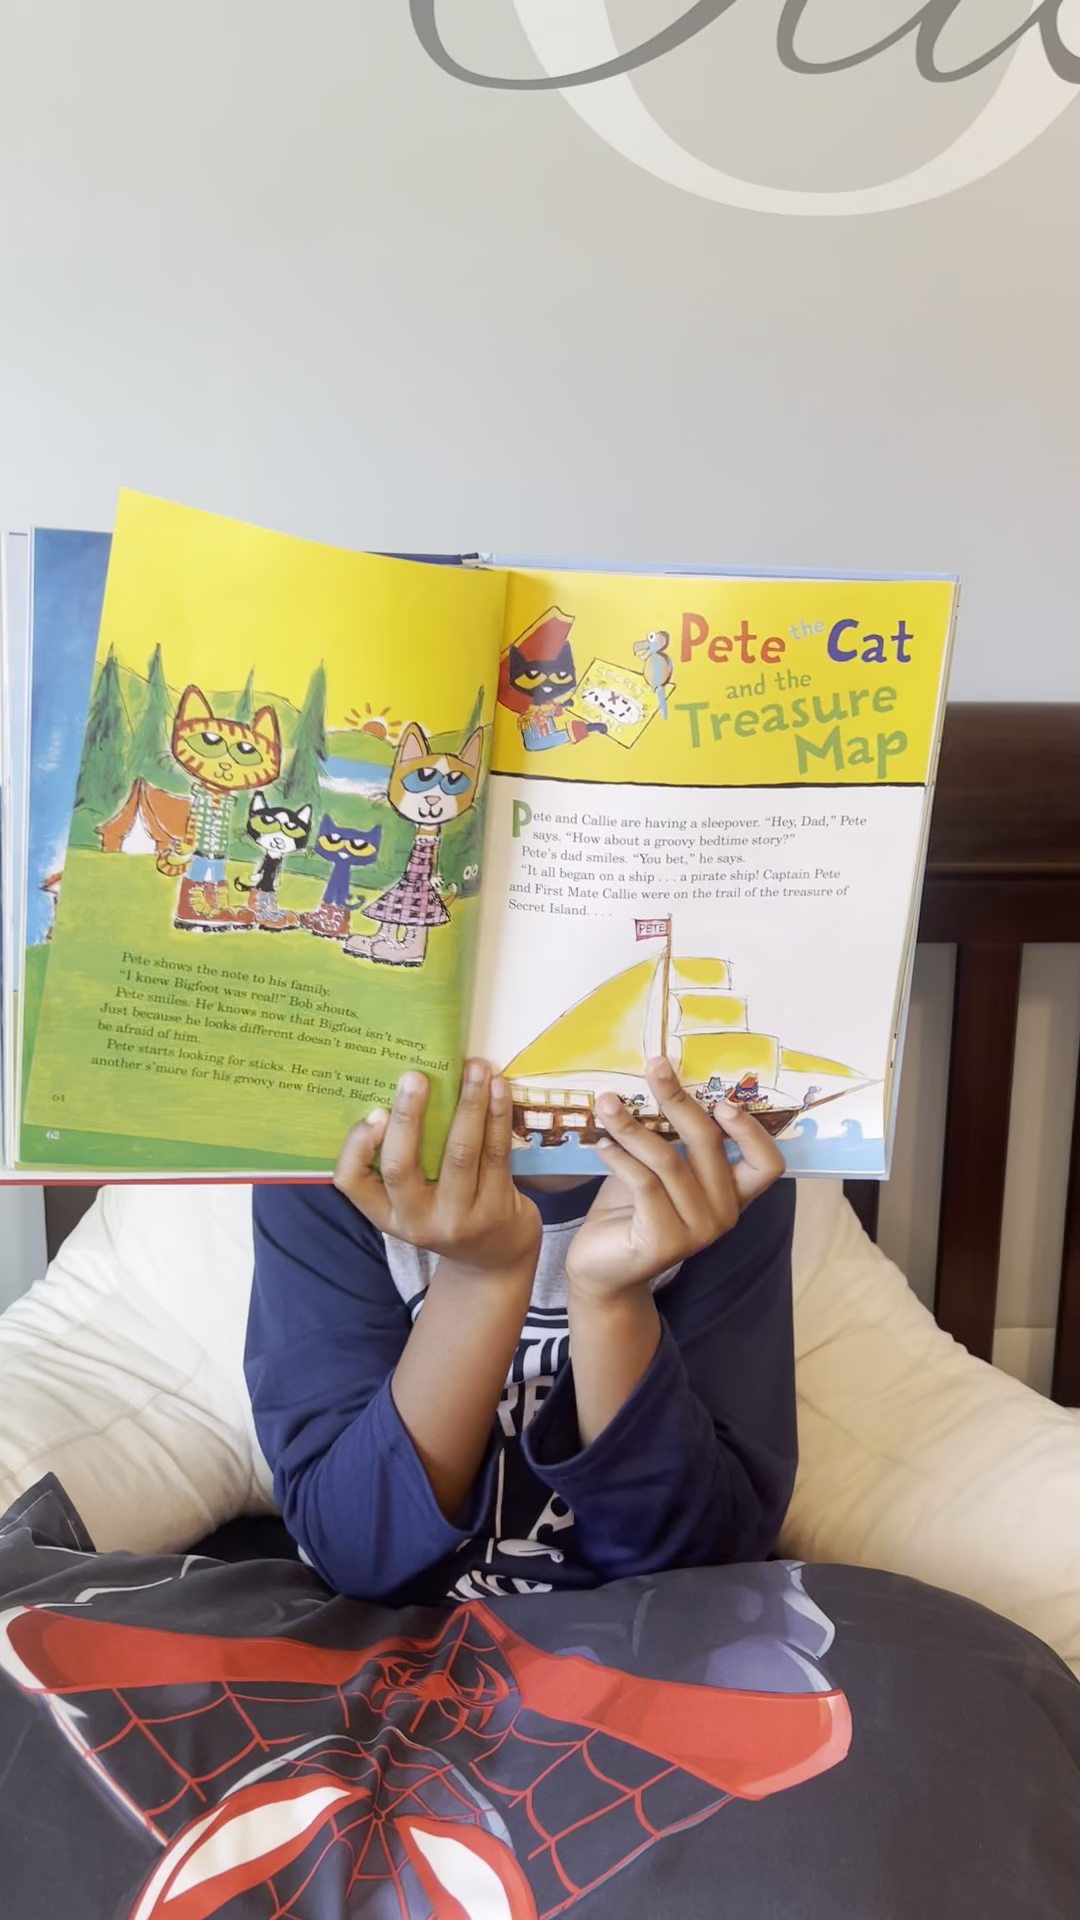 Pete shows the note to his family.
"I knew Bigfoot was real!" Bob shouts.
Pete smiles. He knows now that Bigfoot isn't scary.
Just because he looks different doesn't mean Pete should
be afraid of him.
Pete starts looking for sticks. He can't wait to
another s'more for his groovy new friend, Bigfoot
64
62
Pete the Cat
and the
Treasure
Map
SECRET
Pete and Callie are having a sleepover. "Hey, Dad," Pete
says. "How about a groovy bedtime story?"
Pete's dad smiles. "You bet," he says.
"It all began on a ship . . . a pirate ship! Captain Pete
and First Mate Callie were on the trail of the treasure of
Secret Island. . . .
PETE